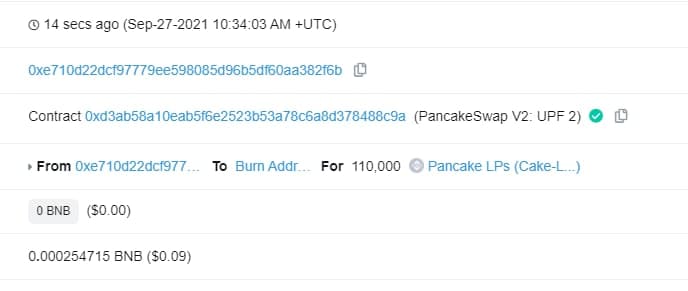 14 secs ago (Sep-27-2021 10:34:03 AM +UTC)
0xe710d22dcf97779ee598085d96b5df60aa382f6b
Contract 0xd3ab58a10eab5f6e2523b53a78c6a8d378488c9a (PancakeSwap V2: UPF 2)
From 0xe710d22dcf977... To Burn Addr... For 110,000 Pancake LPs (Cake-L...)
0 BNB ($0.00)
0.000254715 BNB ($0.09)